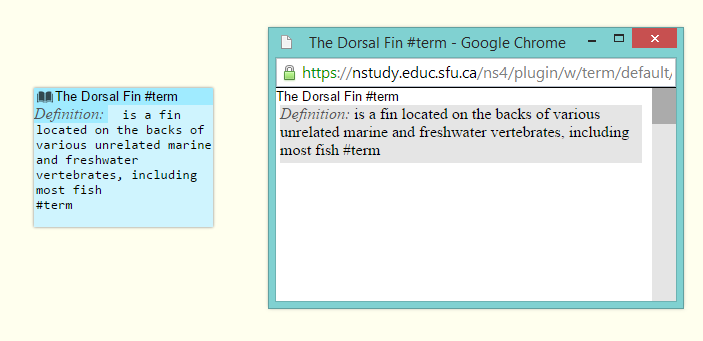 The Dorsal Fin #term
Definition: is a fin
located on the backs of
various unrelated marine
and freshwater
vertebrates, including
most fish
#term
The Dorsal Fin #term - Google Chrome
https://nstudy.educ.sfu.ca/ns4/plugin/w/term/default,
The Dorsal Fin #term
Definition: is a fin located on the backs of various
unrelated marine and freshwater vertebrates, including
most fish #term